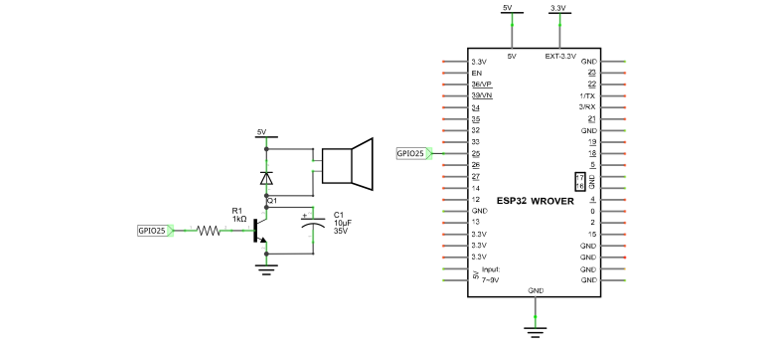 5V
3.3V
5V
EXT-3.3V
3.3V
EN
36/VP
39/VN
34
35
32
33
25
26
27
14
12
GND
13
3.3V
3.3V
3.3V
5V
Input:
7~9V
GND
23
22
1/TX
3/RX
21
GND
19
18
5
17
16
GND
4
0
2
15
GND
GND
GND
GND
ESP32 WROVER
GND
GPIO25
5V
Q1
R1
1kΩ
GPIO25
C1
10μF
35V
+